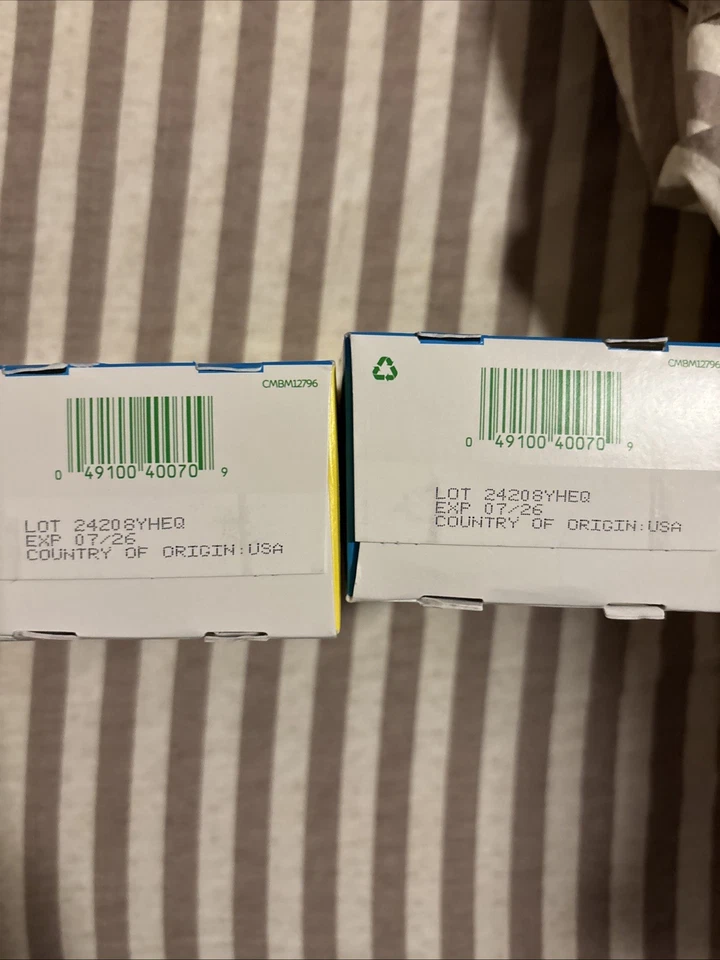 CMBM12796
0 49100 40070 9
LOT 24208YHEQ
EXP 07/26
COUNTRY OF ORIGIN:USA
CMBM12796
0 49100 40070 9
LOT 24208YHEQ
EXP 07/26
COUNTRY OF ORIGIN:USA